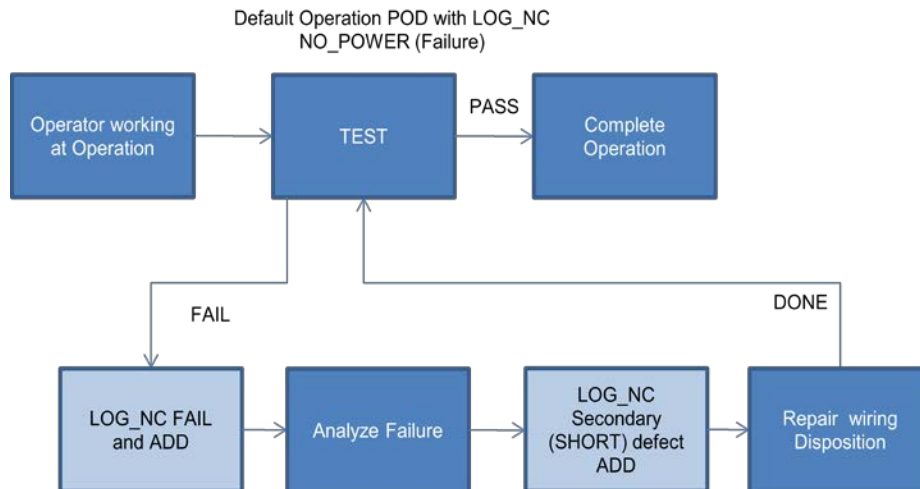 Default Operation POD with LOG_NC
NO_POWER (Failure)
Operator working
at Operation
TEST
PASS
Complete
Operation
FAIL
DONE
LOG_NC FAIL
and ADD
Analyze Failure
LOG_NC
Secondary
(SHORT) defect
ADD
Repair wiring
Disposition